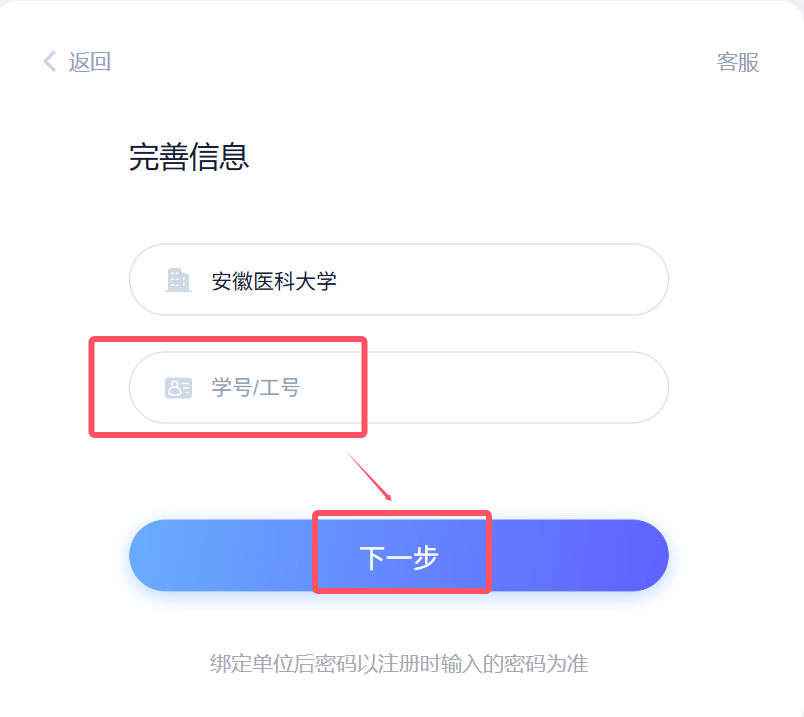 返回
客服
完善信息
安徽医科大学
学号/工号
下一步
绑定单位后密码以注册时输入的密码为准